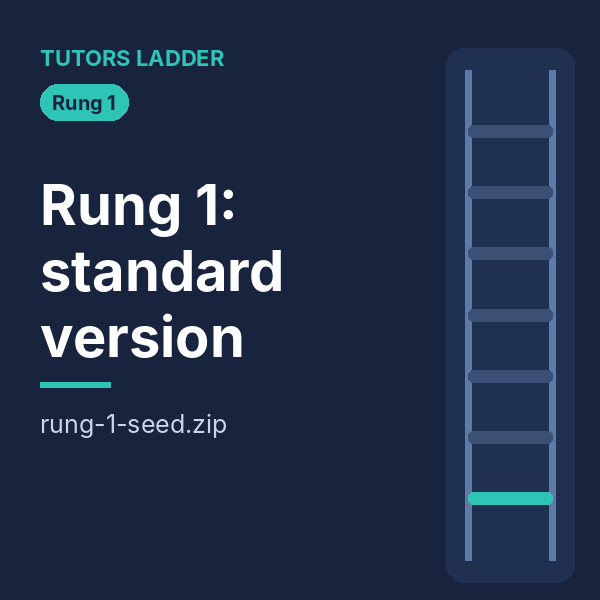 TUTORS LADDER
Rung 1
Rung 1:
standard
version
rung-1-seed.zip